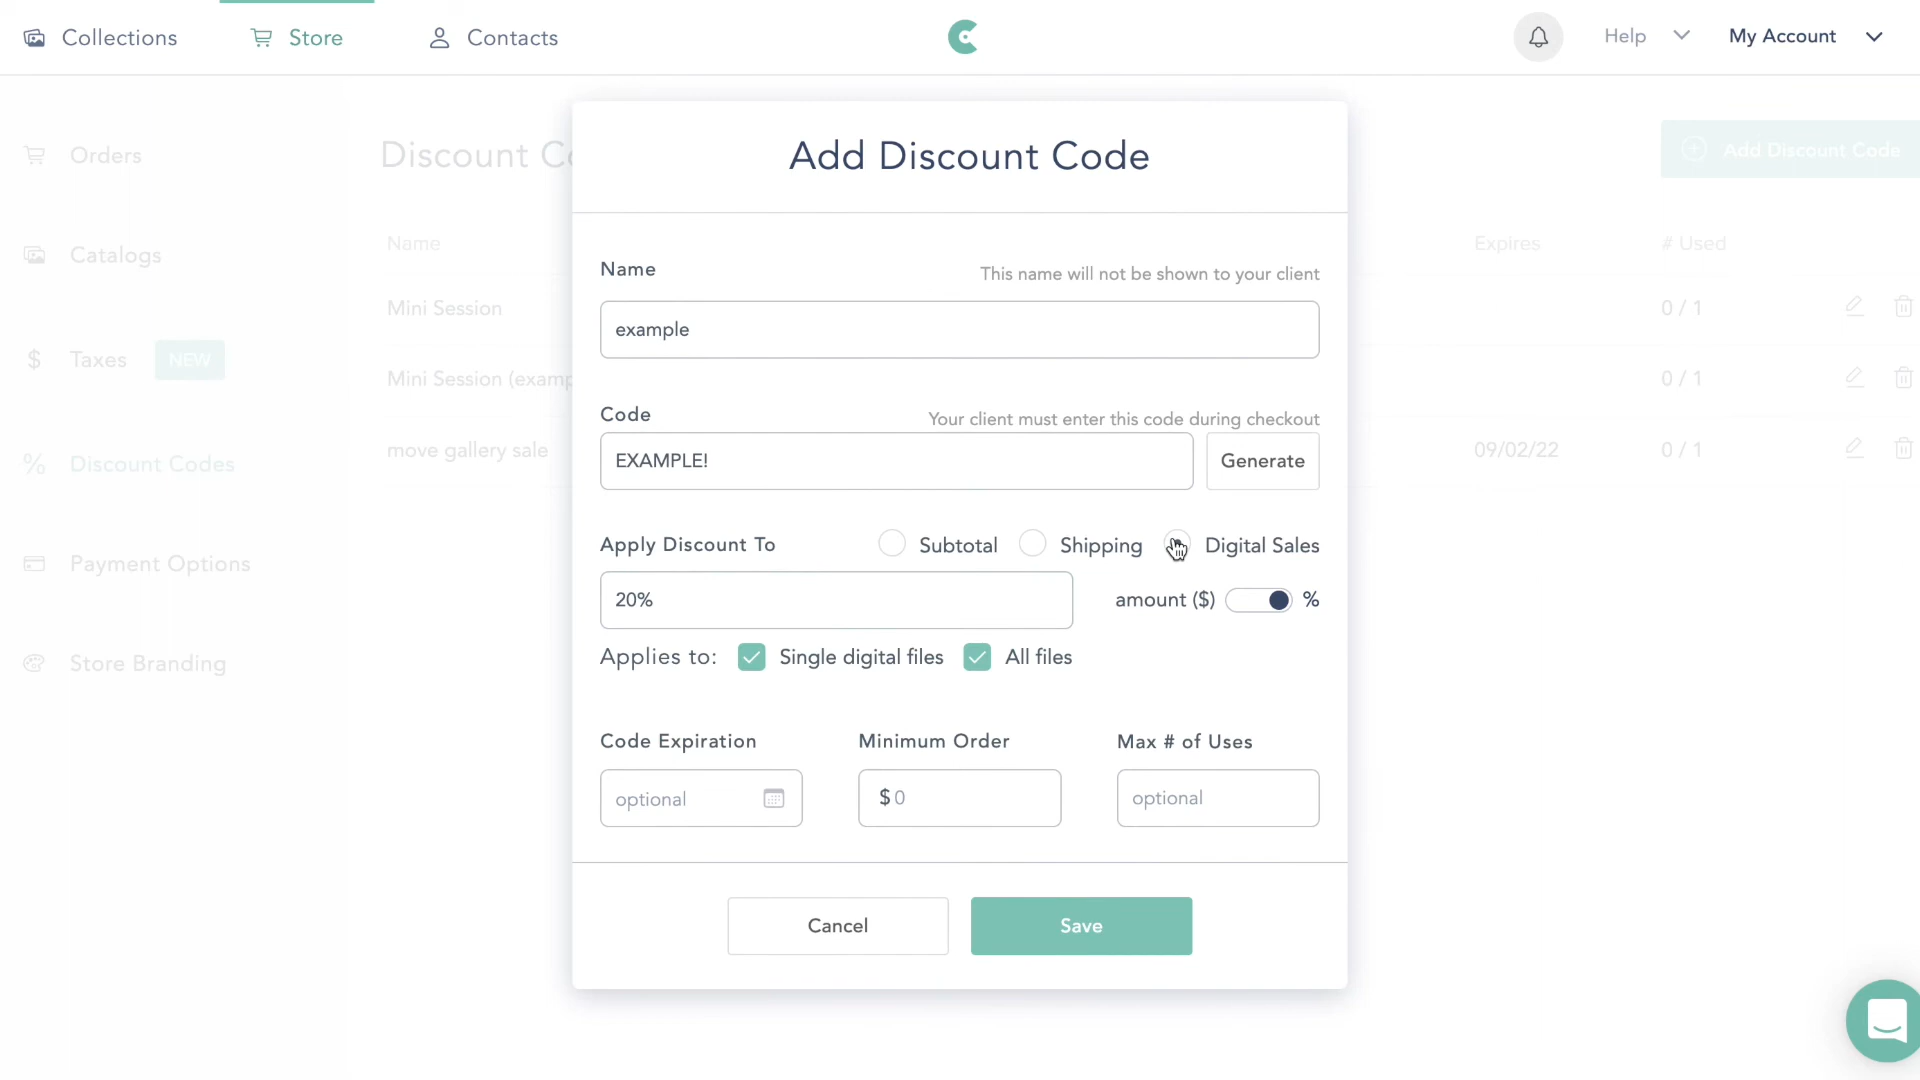 Collections
Store
Contacts
Help
My Account
Orders
Catalogs
Taxes NEW
Discount Codes
Payment Options
Store Branding
Discount Co
Add Discount Code
Name
Expires
# Used
Mini Session
0 / 1
Mini Session (examp
0 / 1
move gallery sale
09/02/22
0 / 1
Add Discount Code
Name
This name will not be shown to your client
example
Code
Your client must enter this code during checkout
EXAMPLE!
Generate
Apply Discount To
Subtotal
Shipping
Digital Sales
20%
amount ($)
%
Applies to:
Single digital files
All files
Code Expiration
Minimum Order
Max # of Uses
optional
$ 0
optional
Cancel
Save